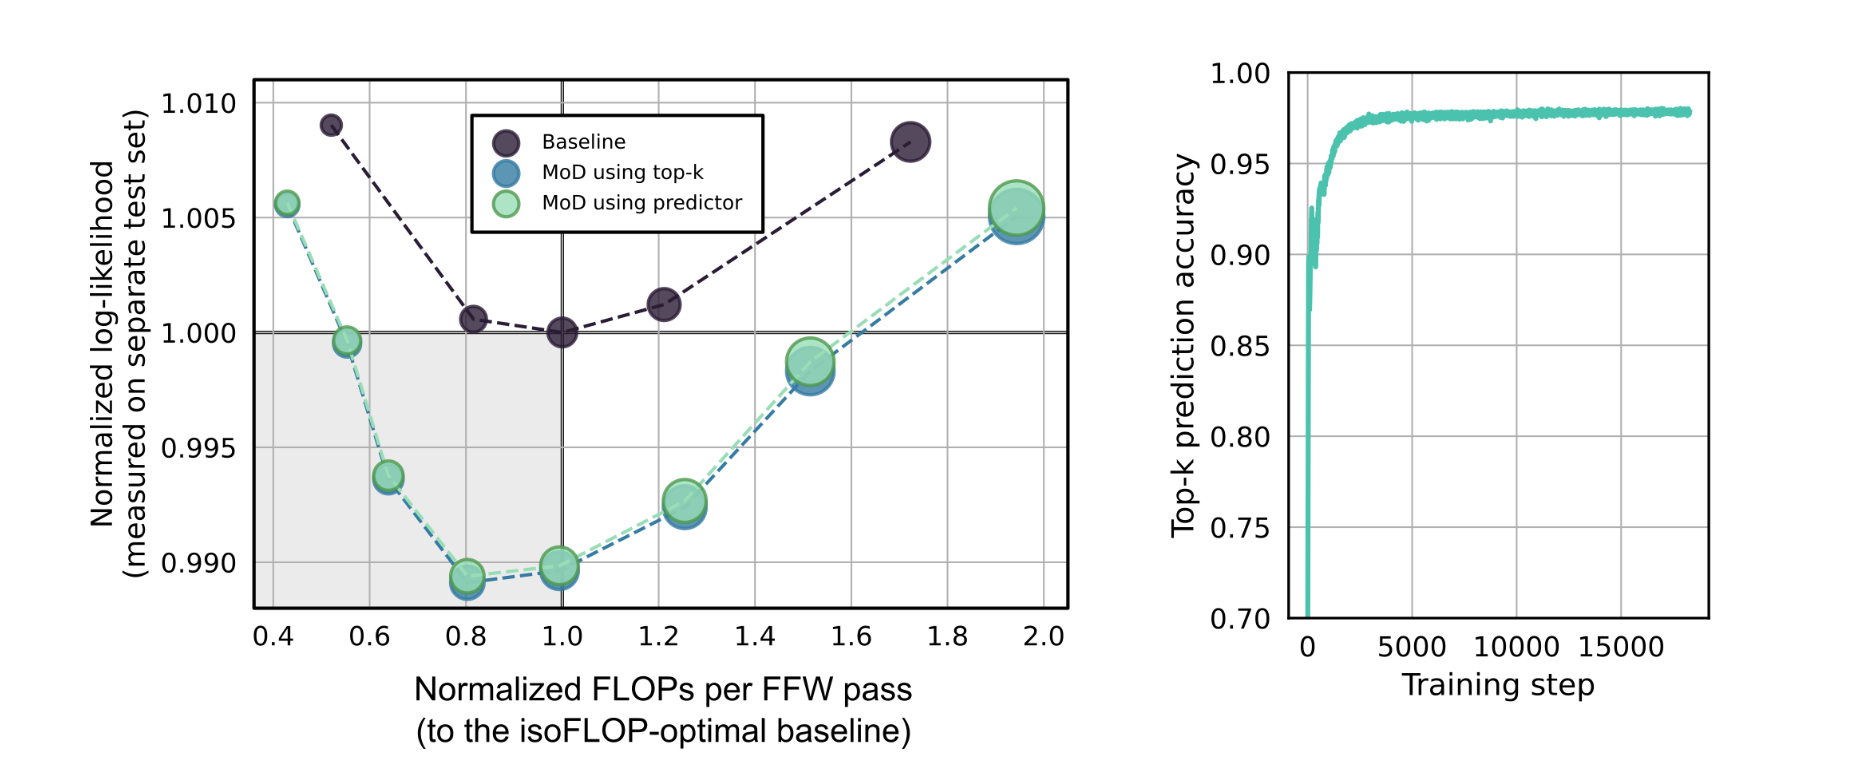 Normalized log-likelihood
(measured on separate test set)
1.010
1.005
1.000
0.995
0.990
Baseline
MoD using top-k
MoD using predictor
0.4 0.6 0.8 1.0 1.2 1.4 1.6 1.8 2.0
Normalized FLOPs per FFW pass
(to the isoFLOP-optimal baseline)
Top-k prediction accuracy
1.00
0.95
0.90
0.85
0.80
0.75
0.70
0 5000 10000 15000
Training step